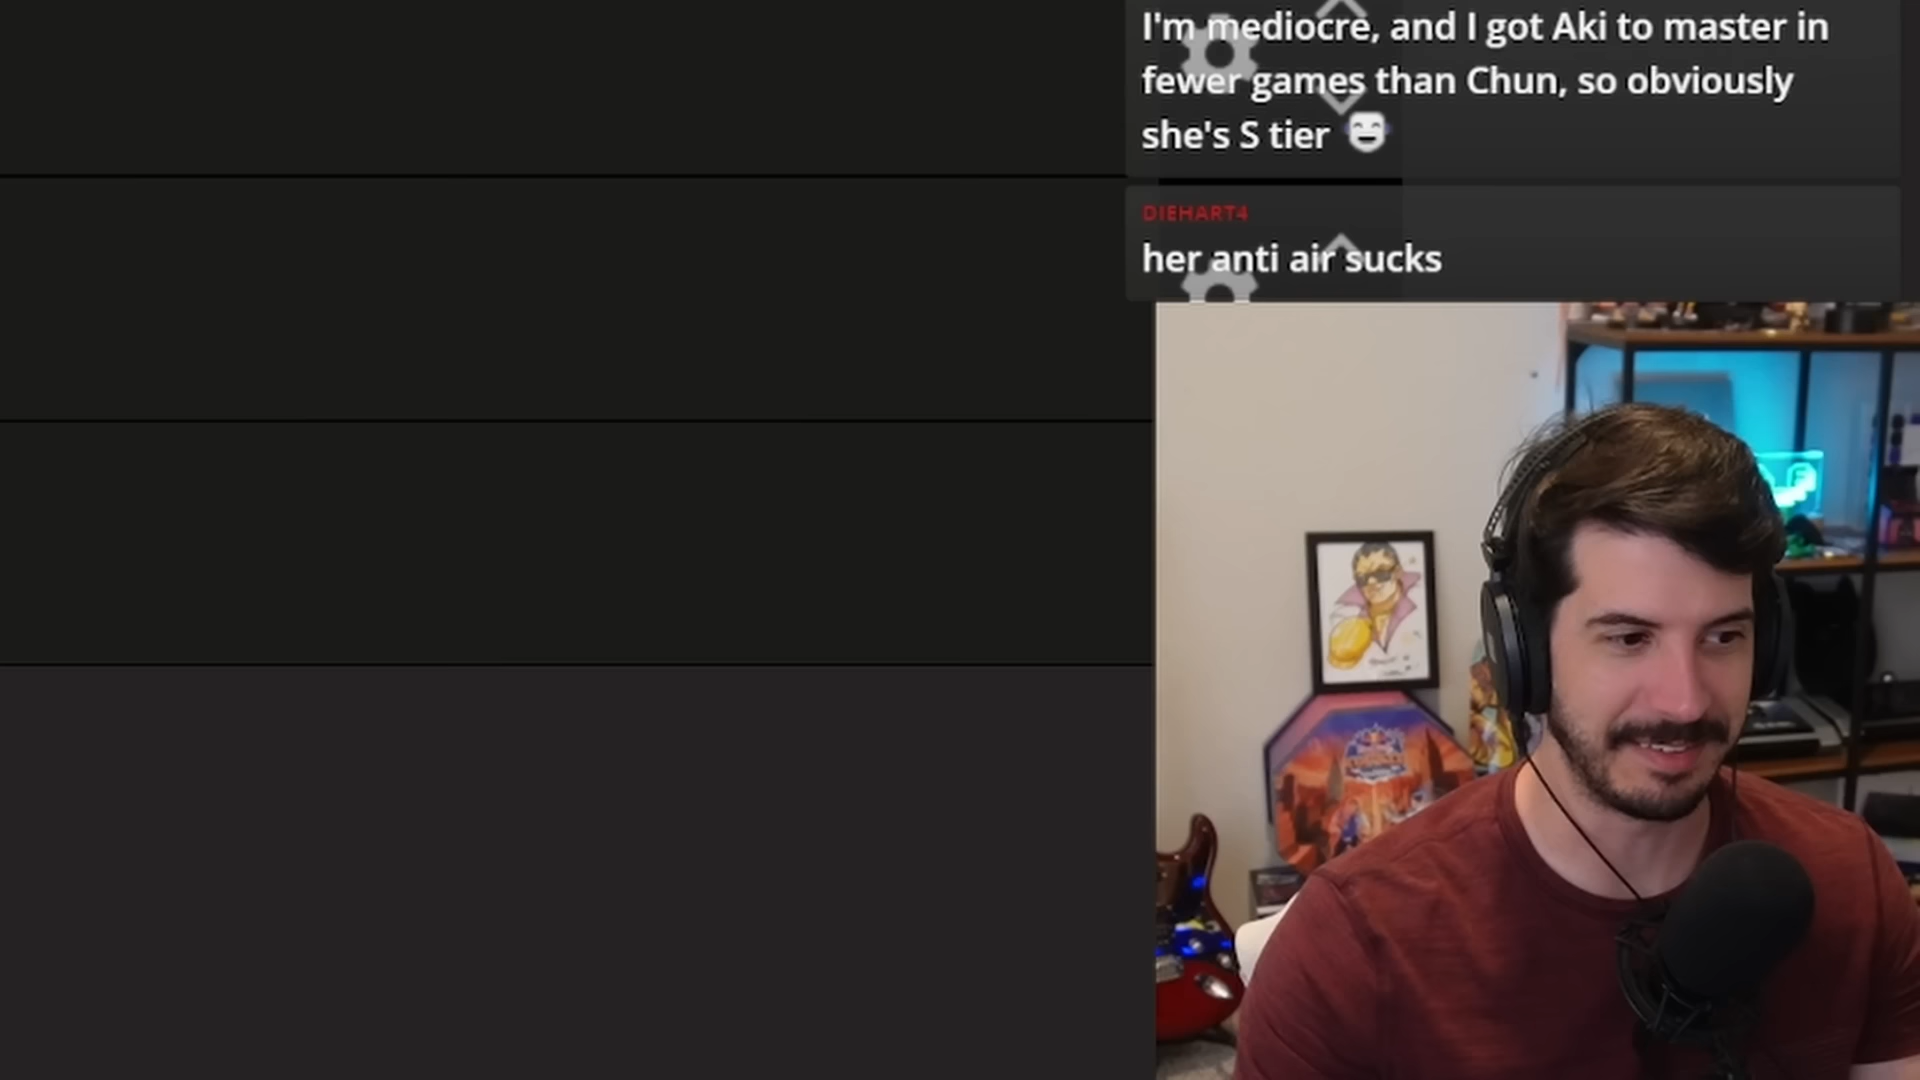 I'm mediocre, and I got Aki to master in
fewer games than Chun, so obviously
she's S tier
DIEHART4
her anti air sucks